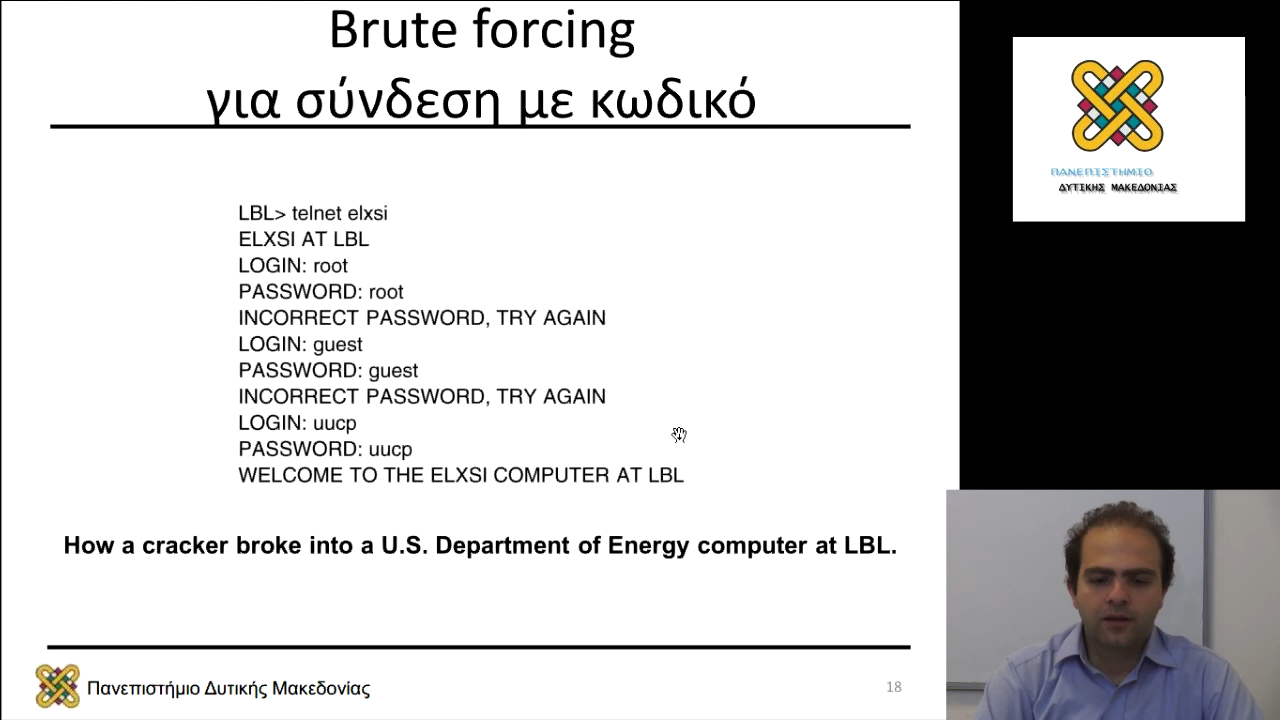 Brute forcing
για σύνδεση με κωδικό
LBL> telnet elxsi
ELXSI AT LBL
LOGIN: root
PASSWORD: root
INCORRECT PASSWORD, TRY AGAIN
LOGIN: guest
PASSWORD: guest
INCORRECT PASSWORD, TRY AGAIN
LOGIN: uucp
PASSWORD: uucp
WELCOME TO THE ELXSI COMPUTER AT LBL
How a cracker broke into a U.S. Department of Energy computer at LBL.
Πανεπιστήμιο Δυτικής Μακεδονίας
18
ΠΑΝΕΠΙΣΤΗΜΙΟ
ΔΥΤΙΚΗΣ ΜΑΚΕΔΟΝΙΑΣ